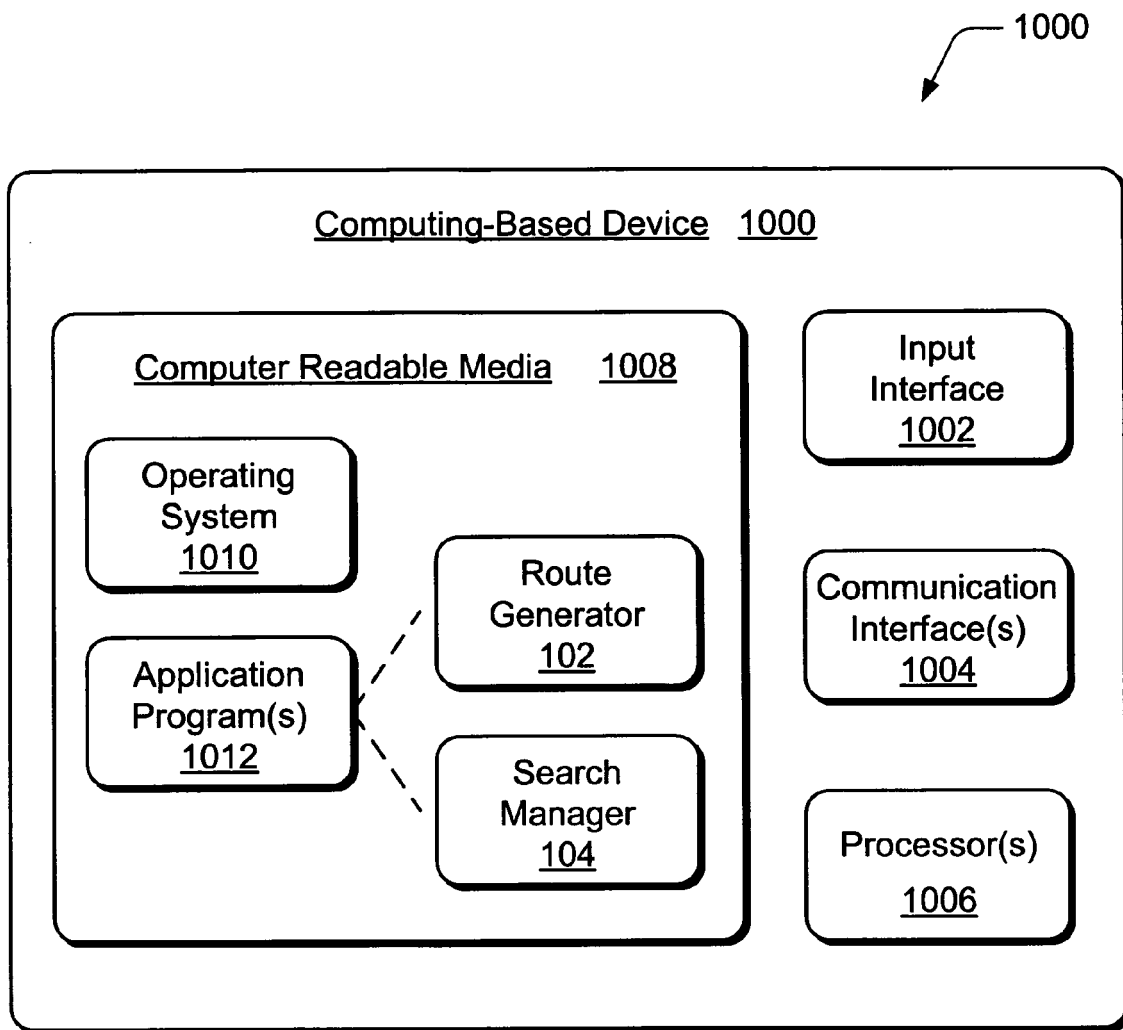 1000
Computing-Based Device 1000
Computer Readable Media 1008
Operating
System
1010
Application
Program(s)
1012
Route
Generator
102
Search
Manager
104
Input
Interface
1002
Communication
Interface(s)
1004
Processor(s)
1006